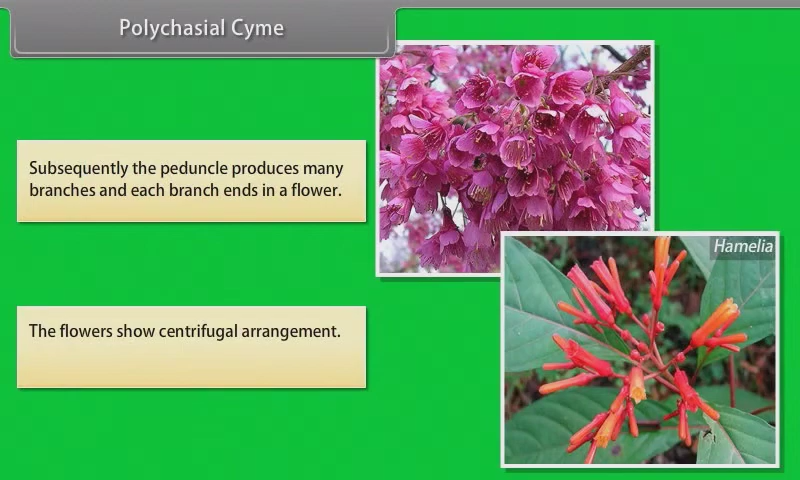 Polychasial Cyme
Subsequently the peduncle produces many
branches and each branch ends in a flower.
Hamelia
The flowers show centrifugal arrangement.